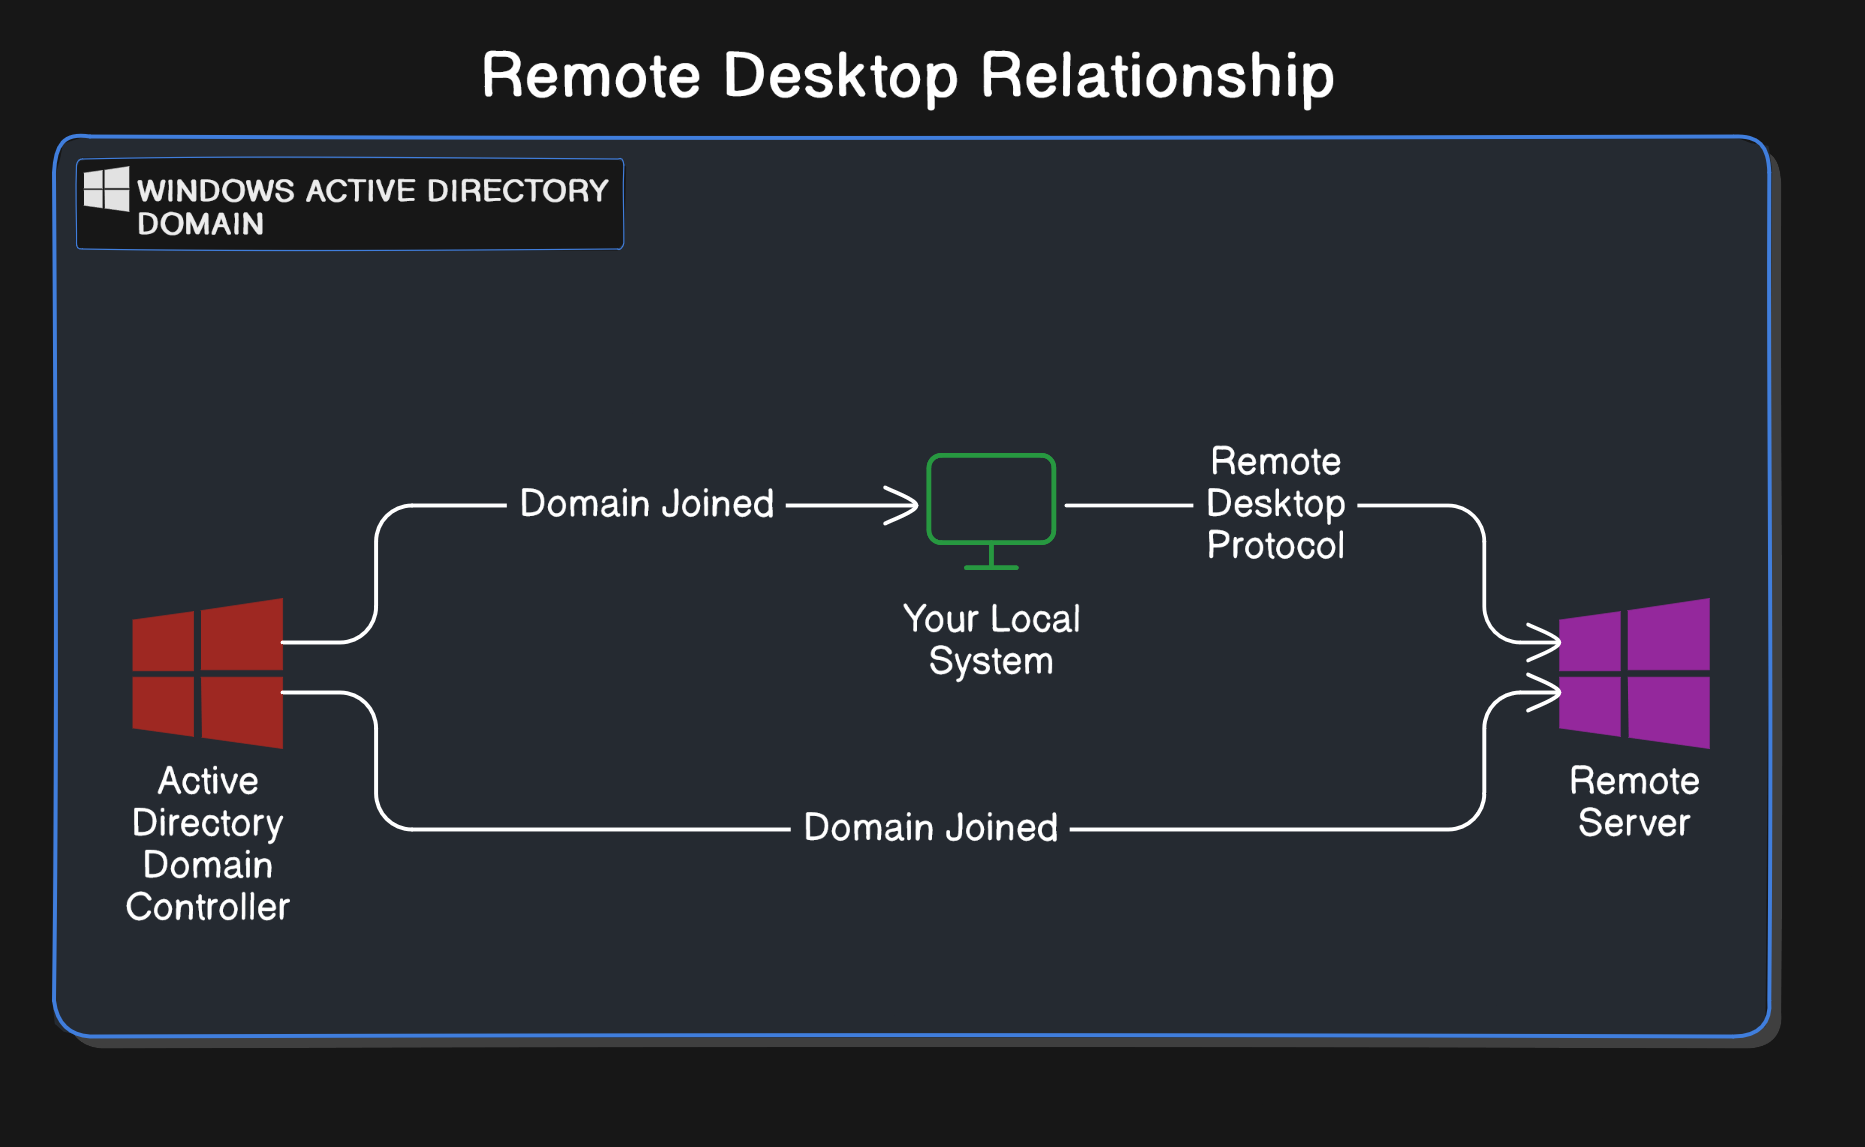 Remote Desktop Relationship
WINDOWS ACTIVE DIRECTORY
DOMAIN
Domain Joined
Remote
Desktop
Protocol
Your Local
System
Active
Directory
Domain
Controller
Domain Joined
Remote
Server